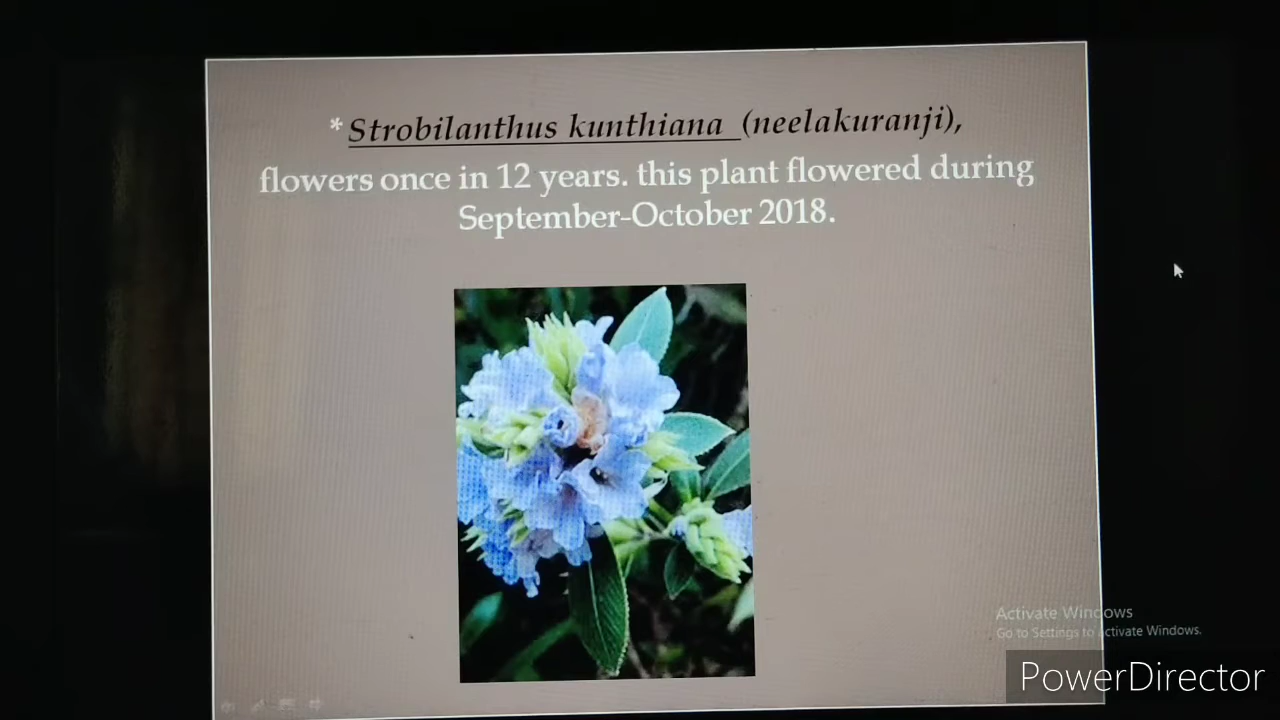 *Strobilanthus kunthiana (neelakuranji),
flowers once in 12 years. this plant flowered during
September-October 2018.
Activate Windows
Go to Settings to activate Windows.
PowerDirector